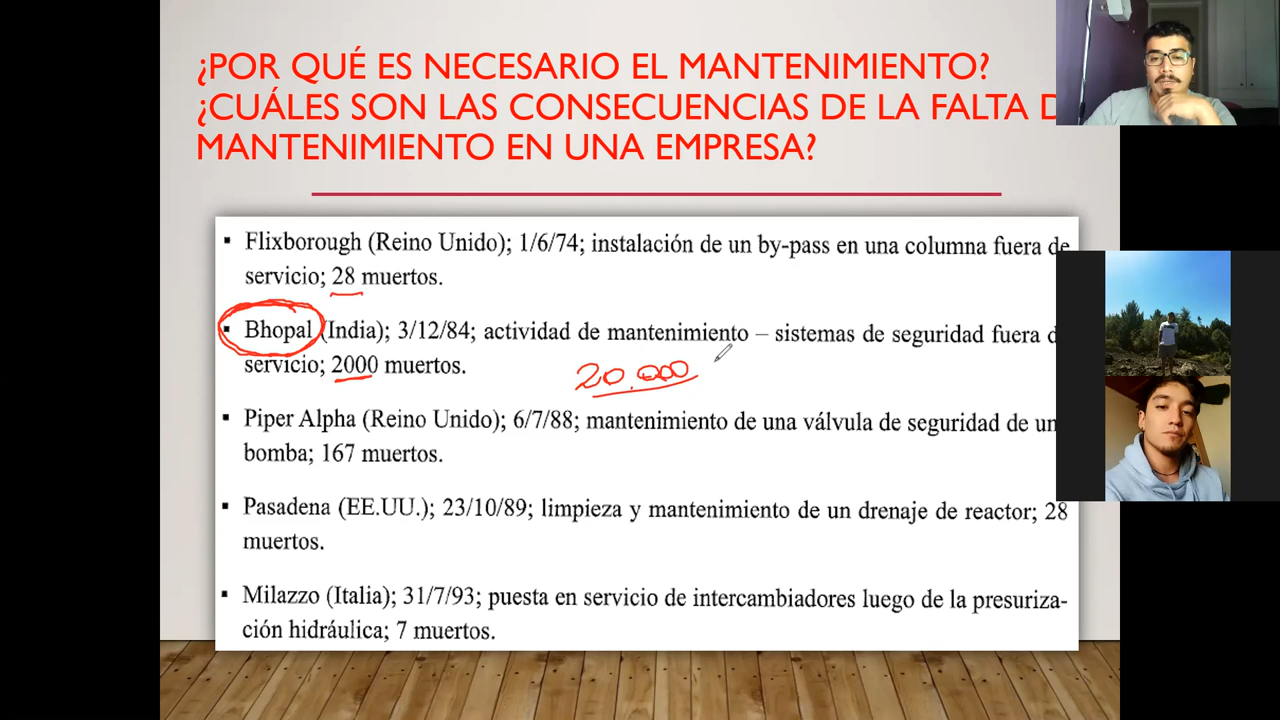 ¿POR QUÉ ES NECESARIO EL MANTENIMIENTO?
¿CUÁLES SON LAS CONSECUENCIAS DE LA FALTA D
MANTENIMIENTO EN UNA EMPRESA?
▪ Flixborough (Reino Unido); 1/6/74; instalación de un by-pass en una columna fuera de
servicio; 28 muertos.
▪ Bhopal (India); 3/12/84; actividad de mantenimiento – sistemas de seguridad fuera d
servicio; 2000 muertos.
20.000
▪ Piper Alpha (Reino Unido); 6/7/88; mantenimiento de una válvula de seguridad de un
bomba; 167 muertos.
▪ Pasadena (EE.UU.); 23/10/89; limpieza y mantenimiento de un drenaje de reactor; 28
muertos.
▪ Milazzo (Italia); 31/7/93; puesta en servicio de intercambiadores luego de la presuriza-
ción hidráulica; 7 muertos.